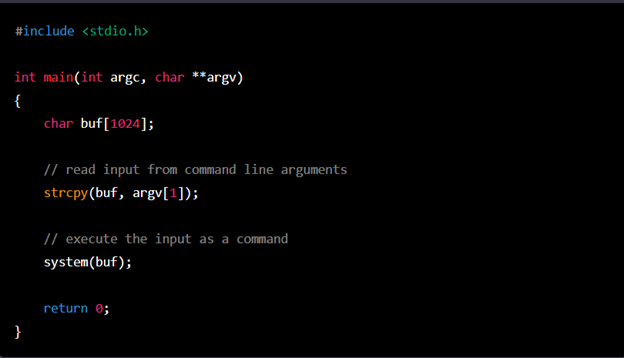 #include <stdio.h>
int main(int argc, char **argv)
{
char buf[1024];
// read input from command line arguments
strcpy(buf, argv[1]);
// execute the input as a command
system(buf);
return 0;
}